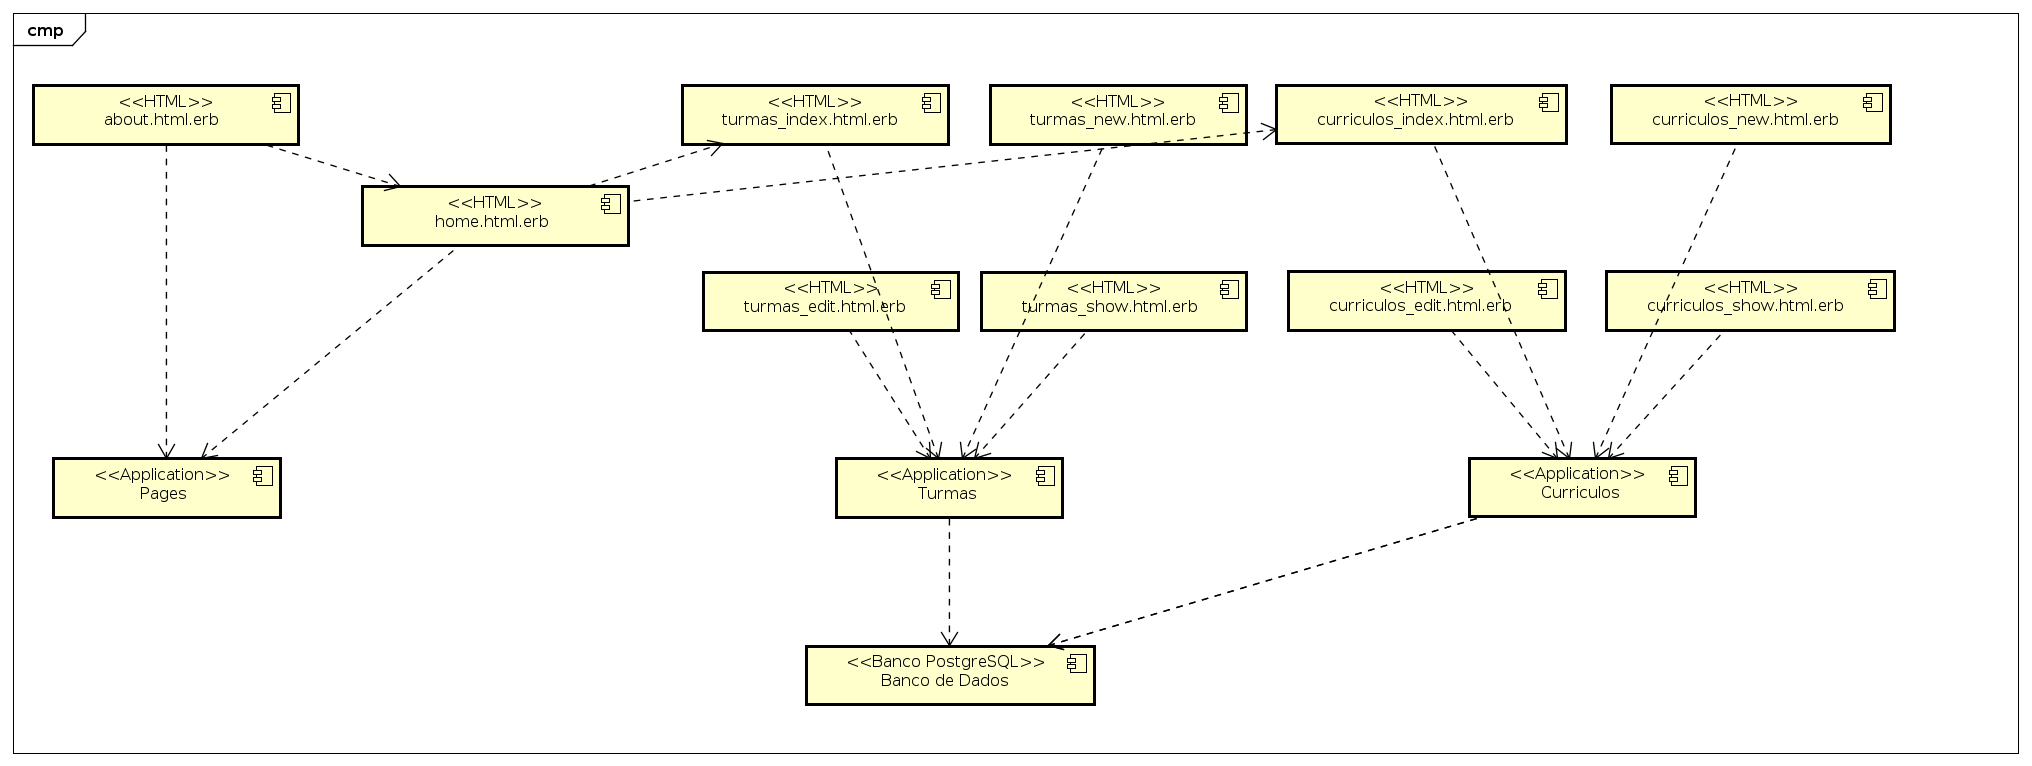 cmp
<<HTML>>
about.html.erb
<<HTML>>
turmas_index.html.erb
<<HTML>>
turmas_new.html.erb
<<HTML>>
curriculos_index.html.erb
<<HTML>>
curriculos_new.html.erb
<<HTML>>
home.html.erb
<<HTML>>
turmas_edit.html.erb
<<HTML>>
turmas_show.html.erb
<<HTML>>
curriculos_edit.html.erb
<<HTML>>
curriculos_show.html.erb
<<Application>>
Pages
<<Application>>
Turmas
<<Application>>
Curriculos
<<Banco PostgreSQL>>
Banco de Dados